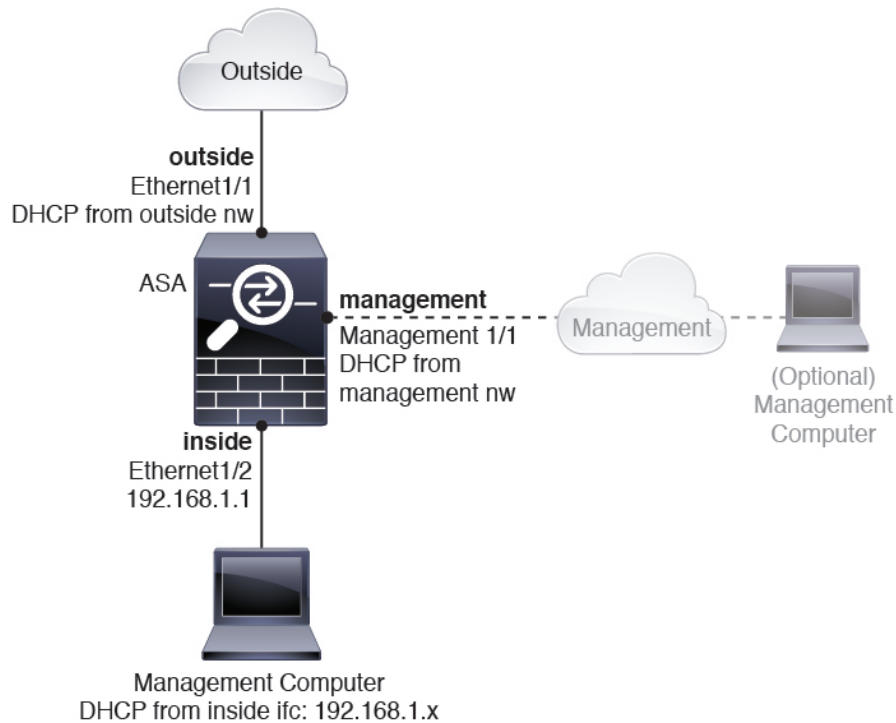 Outside
outside
Ethernet1/1
DHCP from outside nw
ASA
management
Management 1/1
DHCP from
management nw
Management
(Optional)
Management
Computer
inside
Ethernet1/2
192.168.1.1
Management Computer
DHCP from inside ifc: 192.168.1.x